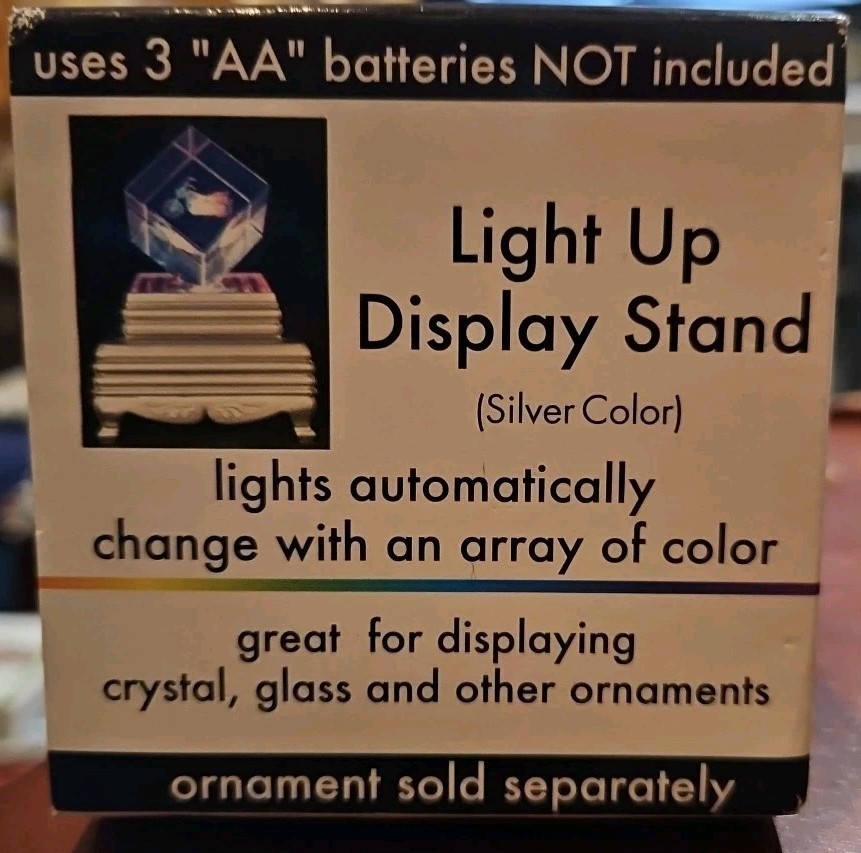 uses 3 "AA" batteries NOT included
Light Up
Display Stand
(Silver Color)
lights automatically
change with an array of color
great for displaying
crystal, glass and other ornaments
ornament sold separately